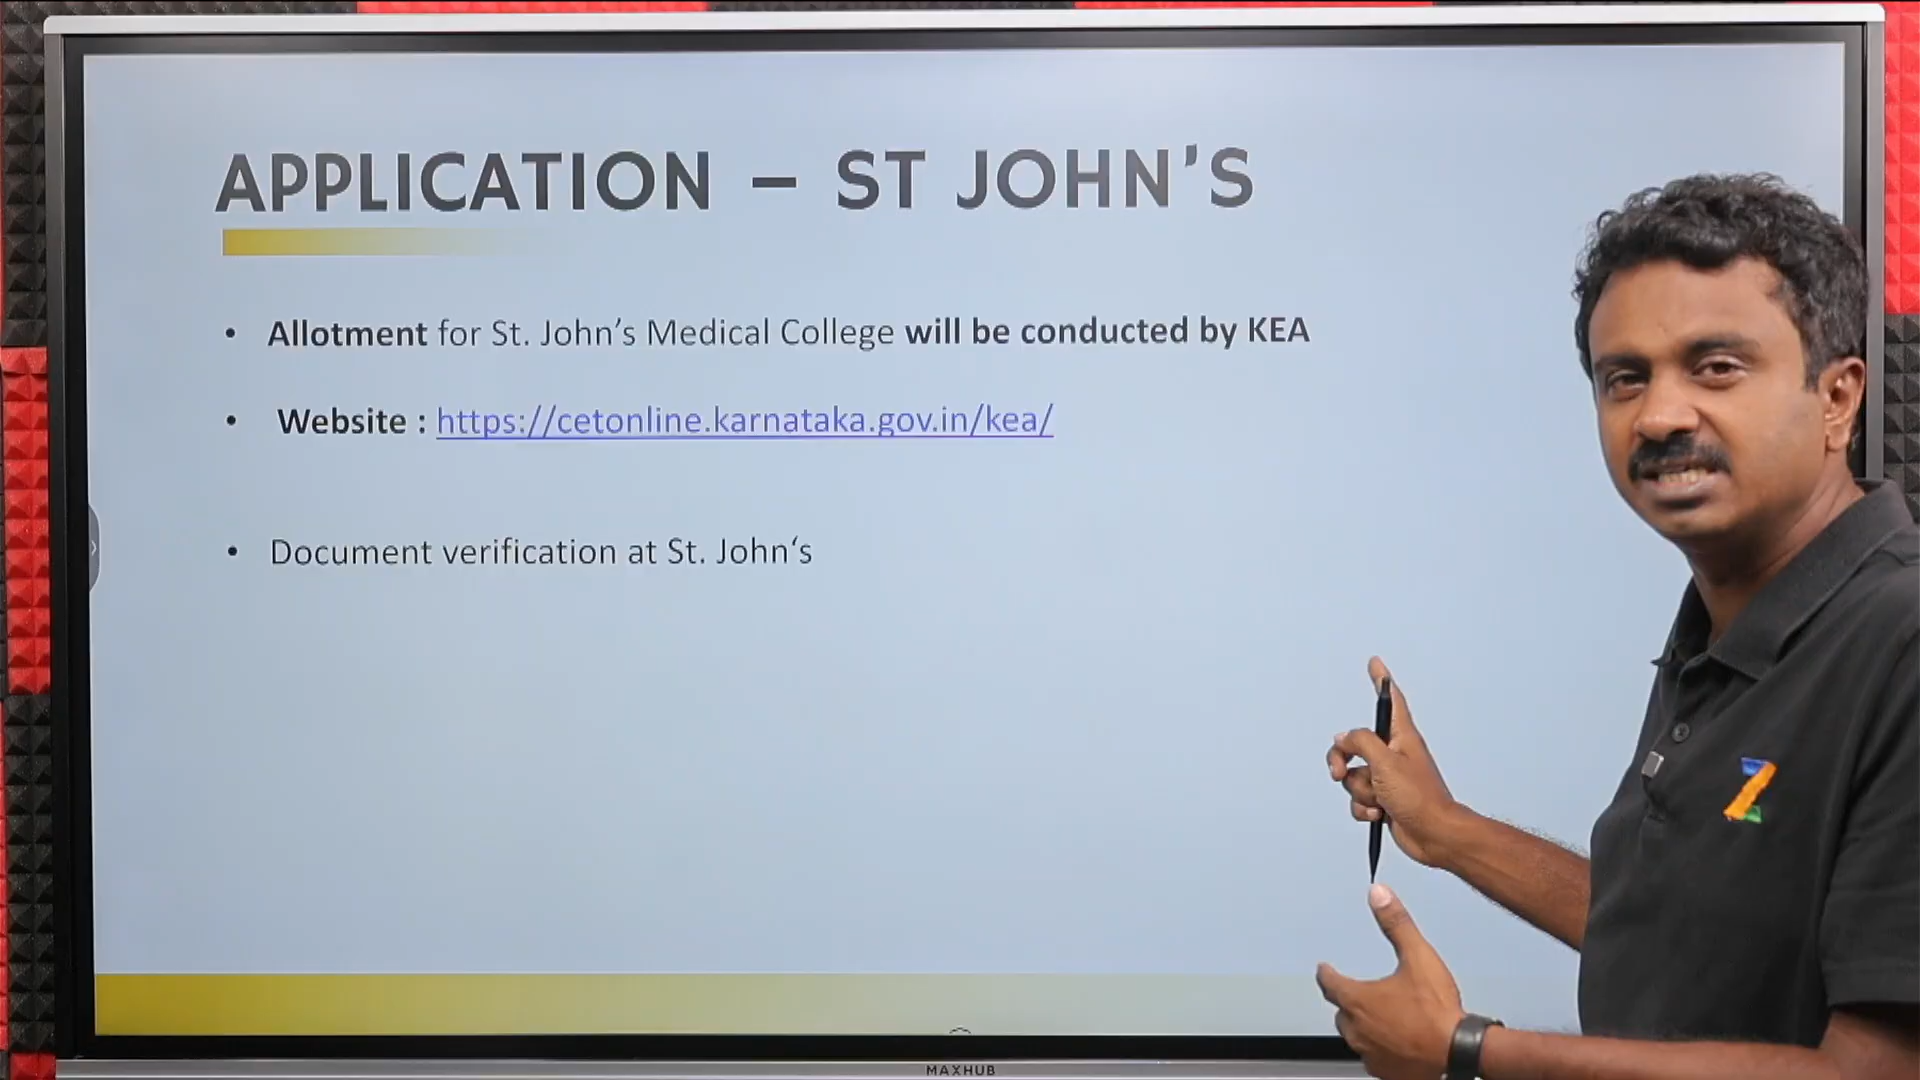 APPLICATION – ST JOHN’S
• Allotment for St. John’s Medical College will be conducted by KEA
• Website : https://cetonline.karnataka.gov.in/kea/
• Document verification at St. John‘s
MAXHUB